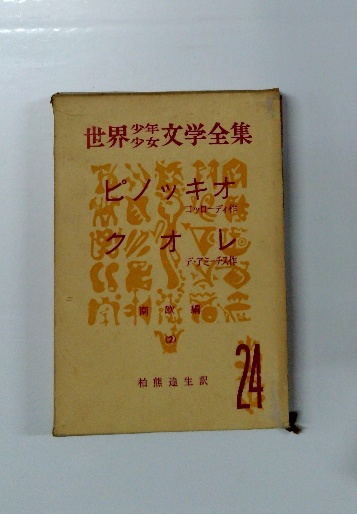 世界少年少女文学全集
ピノッキオ
コッローディ作
クオレ
デ・アミーチス作
南欧編
(2)
柏熊達生訳
24